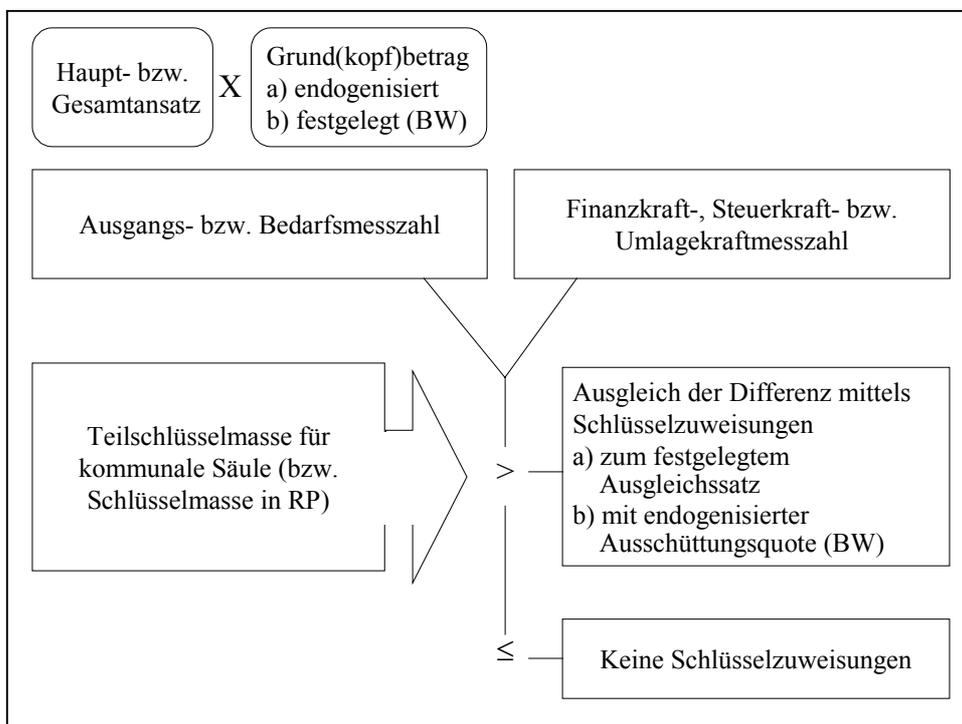 Haupt- bzw.
Gesamtansatz
X
Grund(kopf)betrag
a) endogenisiert
b) festgelegt (BW)
Ausgangs- bzw. Bedarfsmesszahl
Finanzkraft-, Steuerkraft- bzw.
Umlagekraftmesszahl
Teilschlüsselmasse für
kommunale Säule (bzw.
Schlüsselmasse in RP)
>
Ausgleich der Differenz mittels
Schlüsselzuweisungen
a) zum festgelegtem
Ausgleichssatz
b) mit endogenisierter
Ausschüttungsquote (BW)
≤
Keine Schlüsselzuweisungen